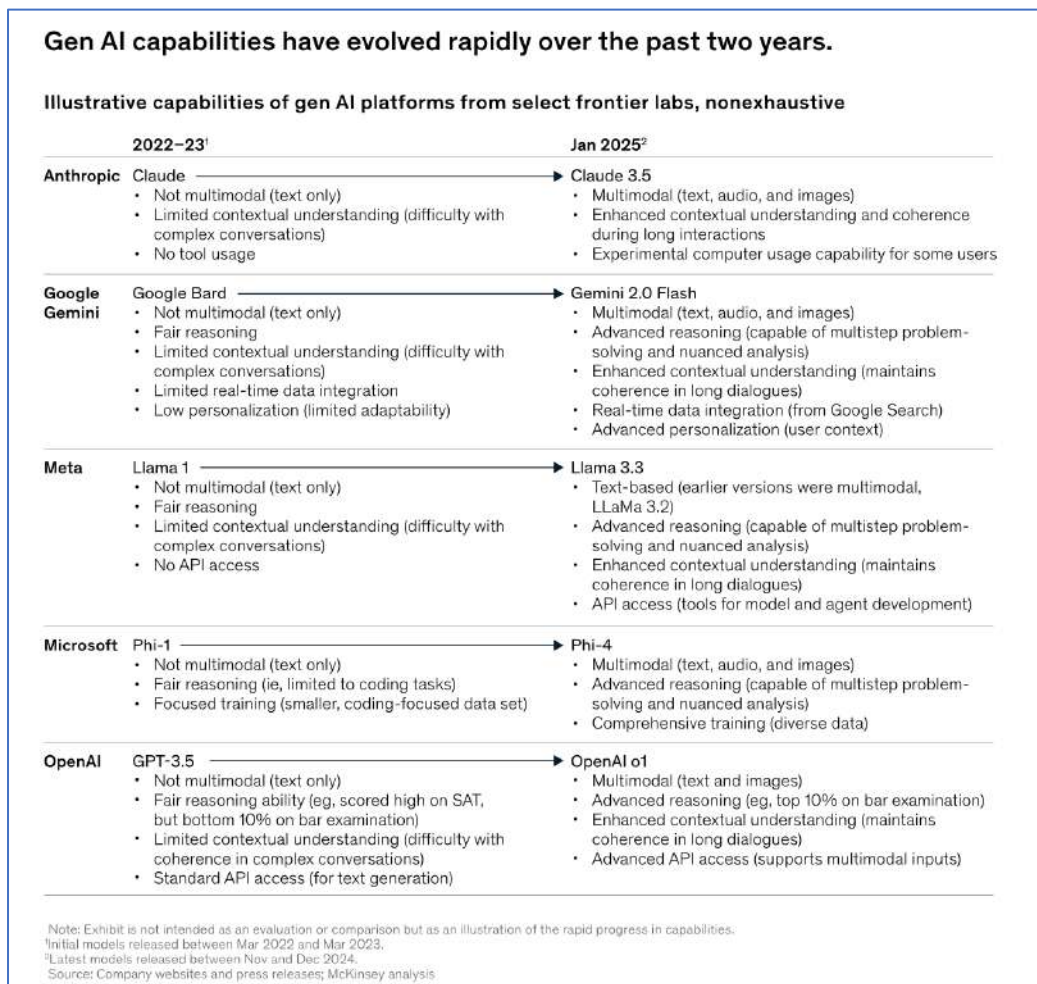 Gen AI capabilities have evolved rapidly over the past two years.
Illustrative capabilities of gen AI platforms from select frontier labs, nonexhaustive
2022–23¹ Jan 2025²
Anthropic Claude Claude 3.5
• Not multimodal (text only)
• Limited contextual understanding (difficulty with
complex conversations)
• No tool usage
• Multimodal (text, audio, and images)
• Enhanced contextual understanding and coherence
during long interactions
• Experimental computer usage capability for some users
Google
Gemini
Google Bard Gemini 2.0 Flash
• Not multimodal (text only)
• Fair reasoning
• Limited contextual understanding (difficulty with
complex conversations)
• Limited real-time data integration
• Low personalization (limited adaptability)
• Multimodal (text, audio, and images)
• Advanced reasoning (capable of multistep problem-
solving and nuanced analysis)
• Enhanced contextual understanding (maintains
coherence in long dialogues)
• Real-time data integration (from Google Search)
• Advanced personalization (user context)
Meta Llama 1 Llama 3.3
• Not multimodal (text only)
• Fair reasoning
• Limited contextual understanding (difficulty with
complex conversations)
• No API access
• Text-based (earlier versions were multimodal,
LLaMa 3.2)
• Advanced reasoning (capable of multistep problem-
solving and nuanced analysis)
• Enhanced contextual understanding (maintains
coherence in long dialogues)
• API access (tools for model and agent development)
Microsoft Phi-1 Phi-4
• Not multimodal (text only)
• Fair reasoning (ie, limited to coding tasks)
• Focused training (smaller, coding-focused data set)
• Multimodal (text, audio, and images)
• Advanced reasoning (capable of multistep problem-
solving and nuanced analysis)
• Comprehensive training (diverse data)
OpenAI GPT-3.5 OpenAI o1
• Not multimodal (text only)
• Fair reasoning ability (eg, scored high on SAT,
but bottom 10% on bar examination)
• Limited contextual understanding (difficulty with
coherence in complex conversations)
• Standard API access (for text generation)
• Multimodal (text and images)
• Advanced reasoning (eg, top 10% on bar examination)
• Enhanced contextual understanding (maintains
coherence in long dialogues)
• Advanced API access (supports multimodal inputs)
Note: Exhibit is not intended as an evaluation or comparison but as an illustration of the rapid progress in capabilities.
¹Initial models released between Mar 2022 and Mar 2023.
²Latest models released between Nov and Dec 2024.
Source: Company websites and press releases; McKinsey analysis